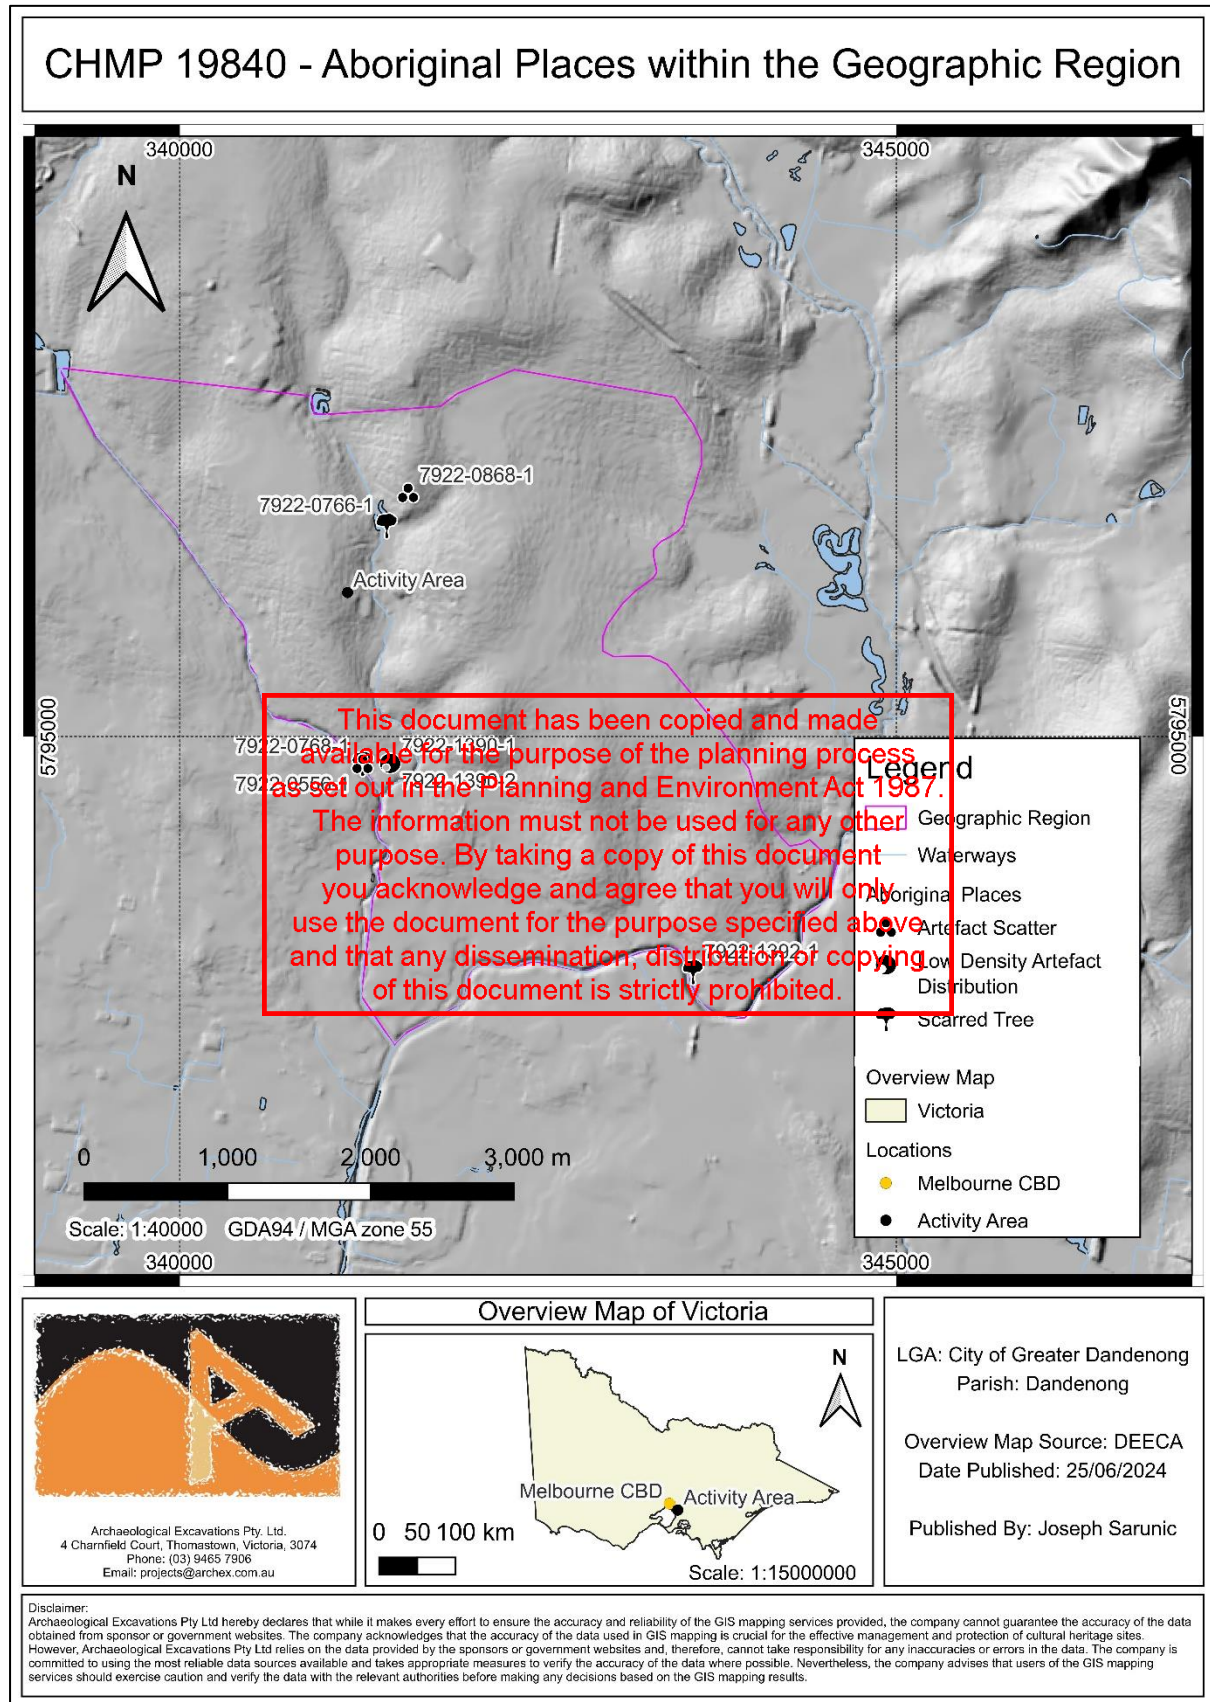 CHMP 19840 - Aboriginal Places within the Geographic Region
340000
345000
N
7922-0868-1
7922-0766-1
Activity Area
5795000
5795000
7922-0768-1
7922-1390-1
7922-0556-1
7922-1390-2
7922-1392-1
This document has been copied and made
available for the purpose of the planning process
as set out in the Planning and Environment Act 1987.
The information must not be used for any other
purpose. By taking a copy of this document
you acknowledge and agree that you will only
use the document for the purpose specified above
and that any dissemination, distribution or copying
of this document is strictly prohibited.
Legend
Geographic Region
Waterways
Aboriginal Places
Artefact Scatter
Low Density Artefact
Distribution
Scarred Tree
Overview Map
Victoria
Locations
Melbourne CBD
Activity Area
0 1,000 2,000 3,000 m
Scale: 1:40000 GDA94 / MGA zone 55
340000
345000
Archaeological Excavations Pty. Ltd.
4 Charnfield Court, Thomastown, Victoria, 3074
Phone: (03) 9465 7906
Email: projects@archex.com.au
Overview Map of Victoria
N
Melbourne CBD
Activity Area
0 50 100 km
Scale: 1:15000000
LGA: City of Greater Dandenong
Parish: Dandenong
Overview Map Source: DEECA
Date Published: 25/06/2024
Published By: Joseph Sarunic
Disclaimer:
Archaeological Excavations Pty Ltd hereby declares that while it makes every effort to ensure the accuracy and reliability of the GIS mapping services provided, the company cannot guarantee the accuracy of the data
obtained from sponsor or government websites. The company acknowledges that the accuracy of the data used in GIS mapping is crucial for the effective management and protection of cultural heritage sites.
However, Archaeological Excavations Pty Ltd relies on the data provided by the sponsors or government websites and, therefore, cannot take responsibility for any inaccuracies or errors in the data. The company is
committed to using the most reliable data sources available and takes appropriate measures to verify the accuracy of the data where possible. Nevertheless, the company advises that users of the GIS mapping
services should exercise caution and verify the data with the relevant authorities before making any decisions based on the GIS mapping results.